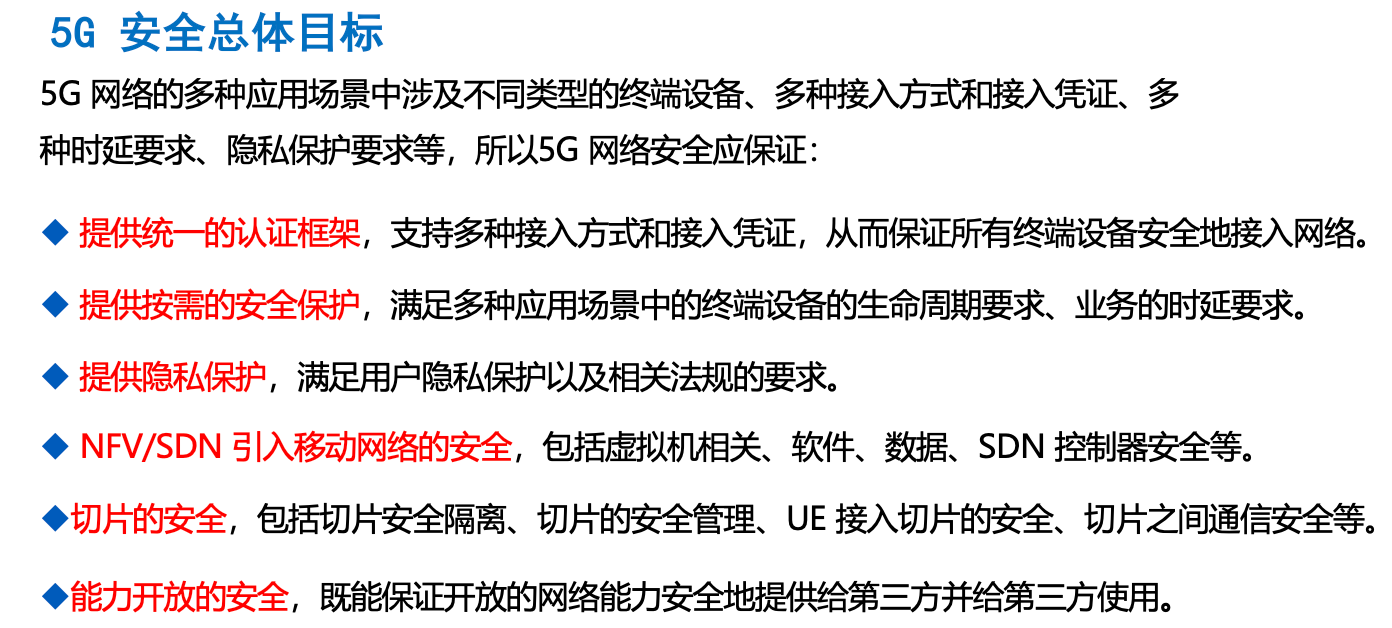 5G 安全总体目标
5G 网络的多种应用场景中涉及不同类型的终端设备、多种接入方式和接入凭证、多
种时延要求、隐私保护要求等，所以5G 网络安全应保证：
◆ 提供统一的认证框架，支持多种接入方式和接入凭证，从而保证所有终端设备安全地接入网络。
◆ 提供按需的安全保护，满足多种应用场景中的终端设备的生命周期要求、业务的时延要求。
◆ 提供隐私保护，满足用户隐私保护以及相关法规的要求。
◆ NFV/SDN 引入移动网络的安全，包括虚拟机相关、软件、数据、SDN 控制器安全等。
◆切片的安全，包括切片安全隔离、切片的安全管理、UE 接入切片的安全、切片之间通信安全等。
◆能力开放的安全，既能保证开放的网络能力安全地提供给第三方并给第三方使用。